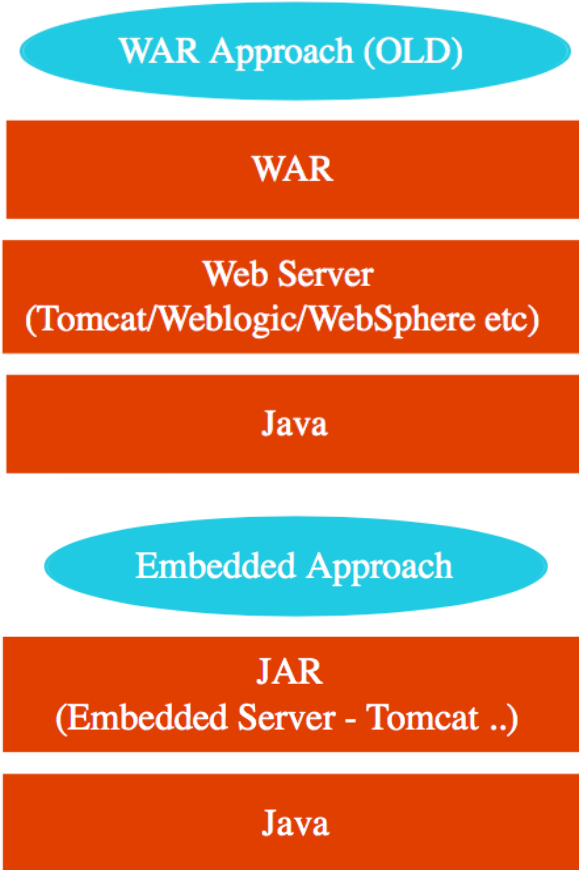 WAR Approach (OLD)
WAR
Web Server
(Tomcat/Weblogic/WebSphere etc)
Java
Embedded Approach
JAR
(Embedded Server - Tomcat ..)
Java